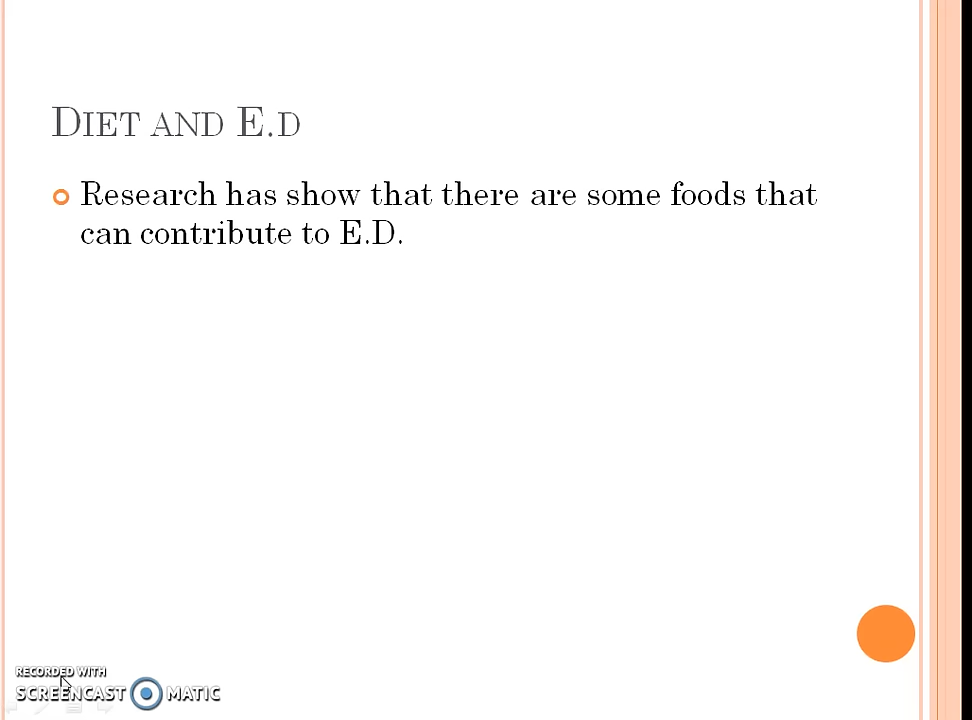 DIET AND E.D
Research has show that there are some foods that
can contribute to E.D.
RECORDED WITH
SCREENCAST MATIC